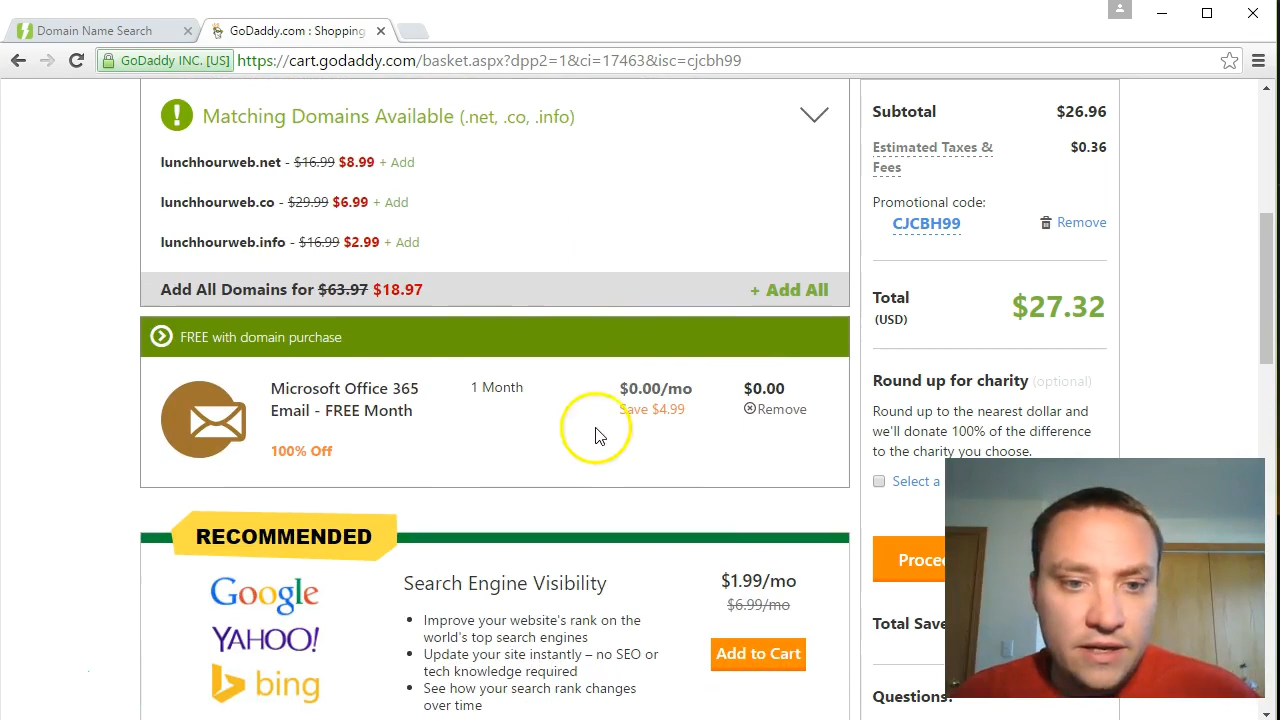 Domain Name Search
GoDaddy.com : Shopping
GoDaddy INC. [US]
https://cart.godaddy.com/basket.aspx?dpp2=1&ci=17463&isc=cjcbh99
Matching Domains Available (.net, .co, .info)
lunchhourweb.net - $16.99 $8.99 + Add
lunchhourweb.co - $29.99 $6.99 + Add
lunchhourweb.info - $16.99 $2.99 + Add
Add All Domains for $63.97 $18.97
+ Add All
FREE with domain purchase
Microsoft Office 365
Email - FREE Month
100% Off
1 Month
$0.00/mo
Save $4.99
$0.00
Remove
RECOMMENDED
Google
YAHOO!
bing
Search Engine Visibility
• Improve your website's rank on the
world's top search engines
• Update your site instantly – no SEO or
tech knowledge required
• See how your search rank changes
over time
$1.99/mo
$6.99/mo
Add to Cart
Subtotal $26.96
Estimated Taxes & $0.36
Fees
Promotional code:
CJCBH99 Remove
Total $27.32
(USD)
Round up for charity (optional)
Round up to the nearest dollar and
we'll donate 100% of the difference
to the charity you choose.
Select a
Total
Questions?